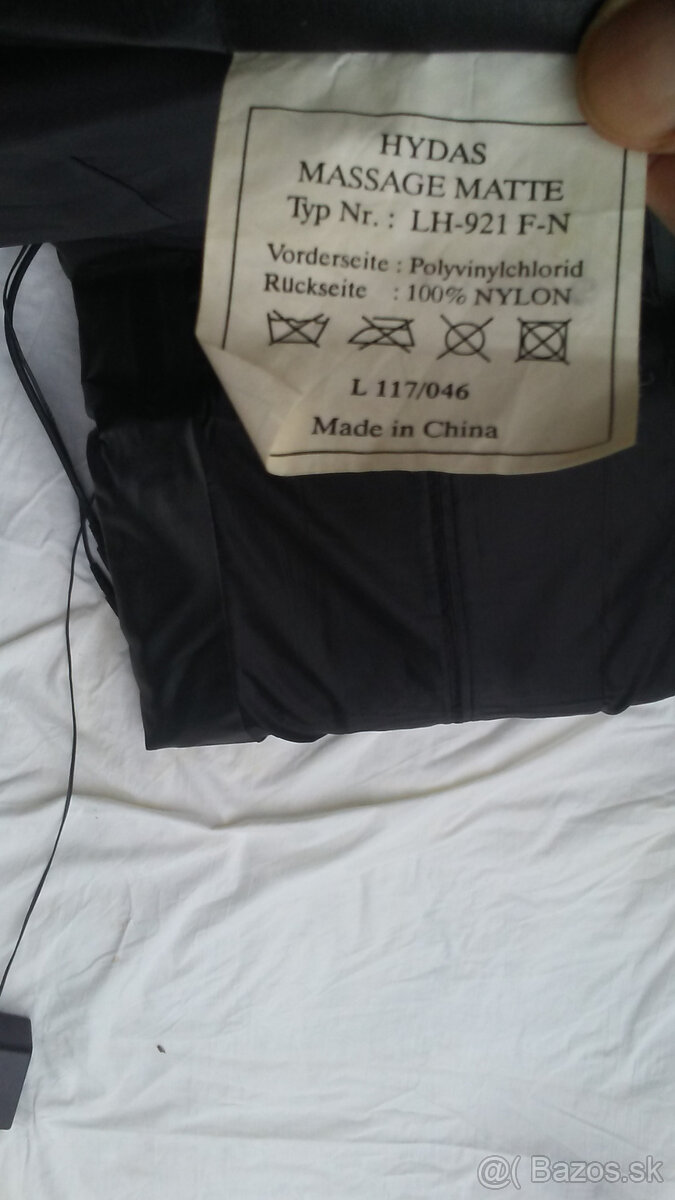 HYDAS
MASSAGE MATTE
Typ Nr. : LH-921 F-N
Vorderseite : Polyvinylchlorid
Rückseite : 100% NYLON
L 117/046
Made in China
@( Bazos.sk